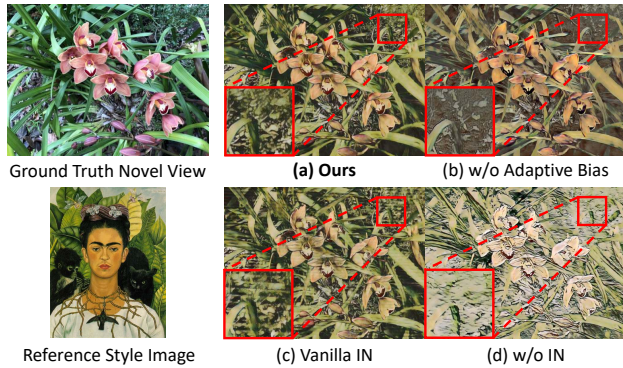 Ground Truth Novel View
(a) Ours
(b) w/o Adaptive Bias
Reference Style Image
(c) Vanilla IN
(d) w/o IN